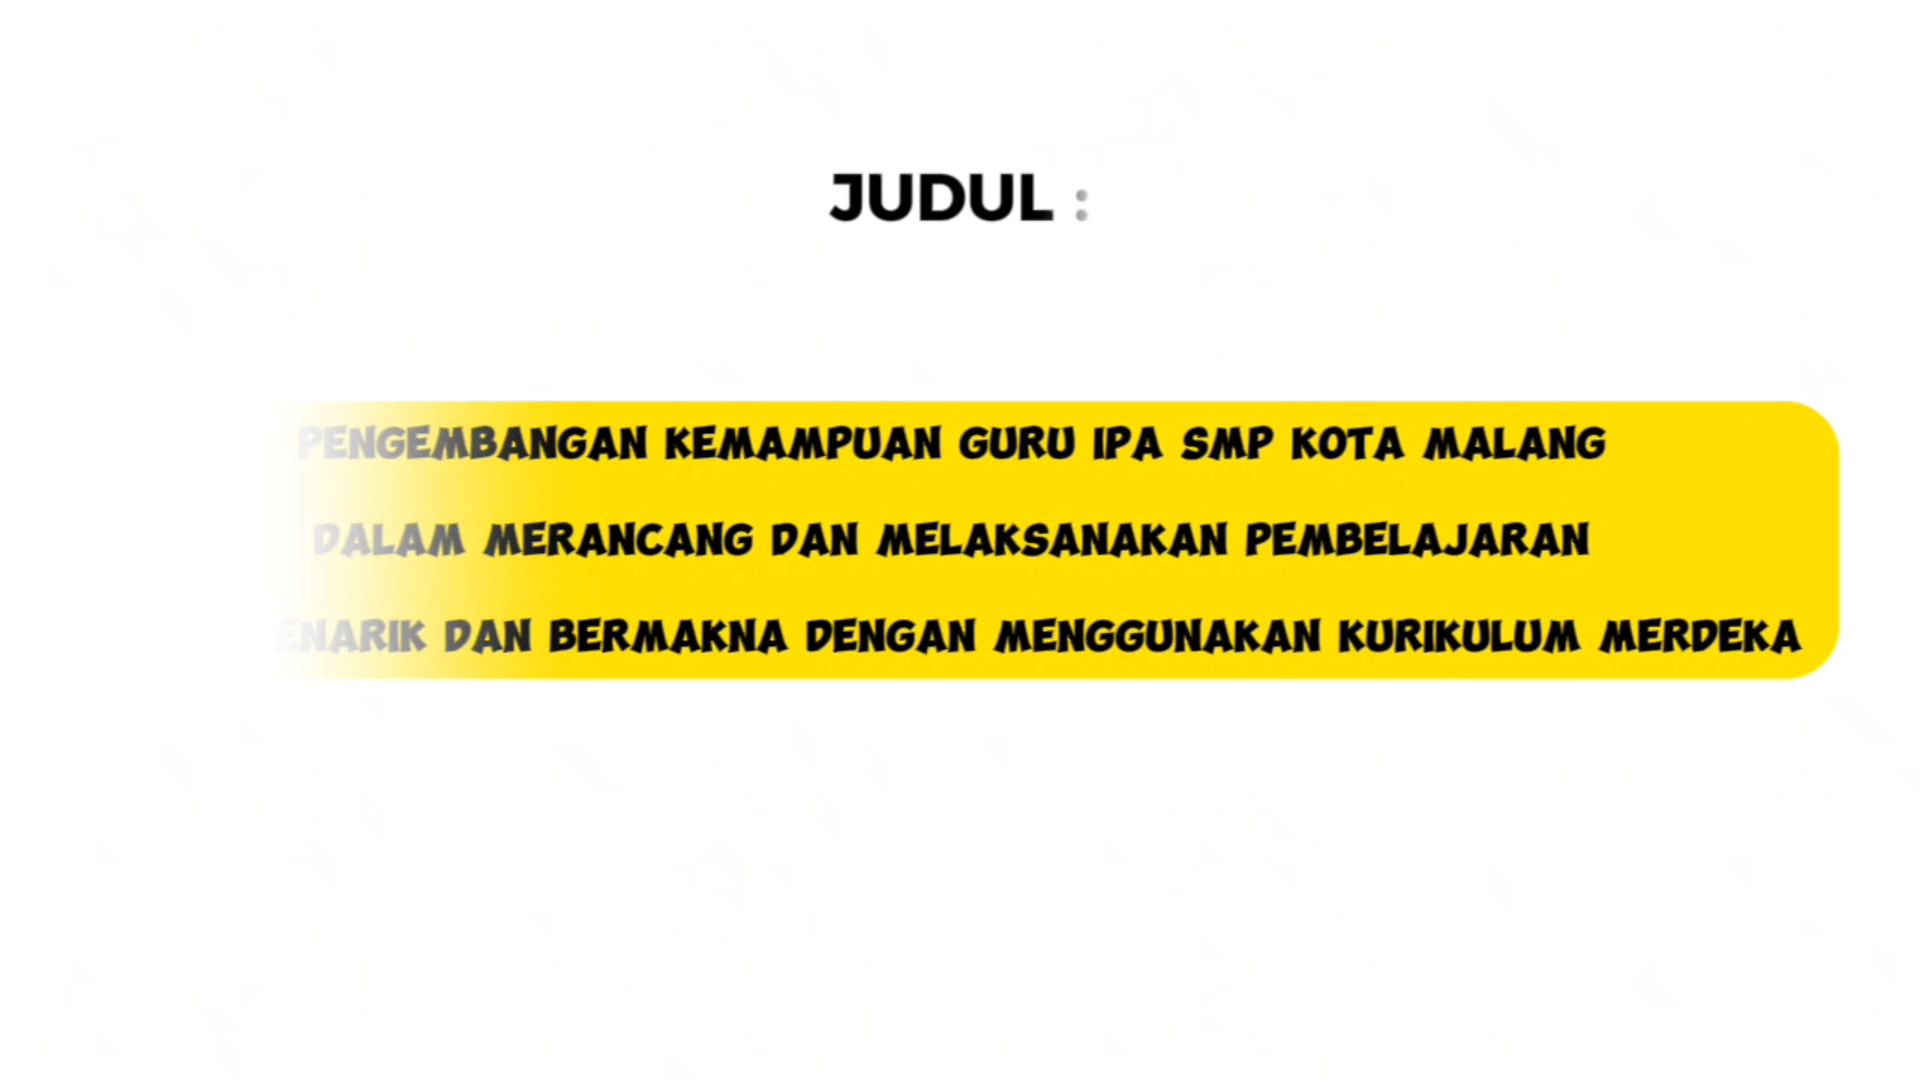 JUDUL :
PENGEMBANGAN KEMAMPUAN GURU IPA SMP KOTA MALANG
DALAM MERANCANG DAN MELAKSANAKAN PEMBELAJARAN
DAN BERMAKNA DENGAN MENGGUNAKAN KURIKULUM MERDEKA